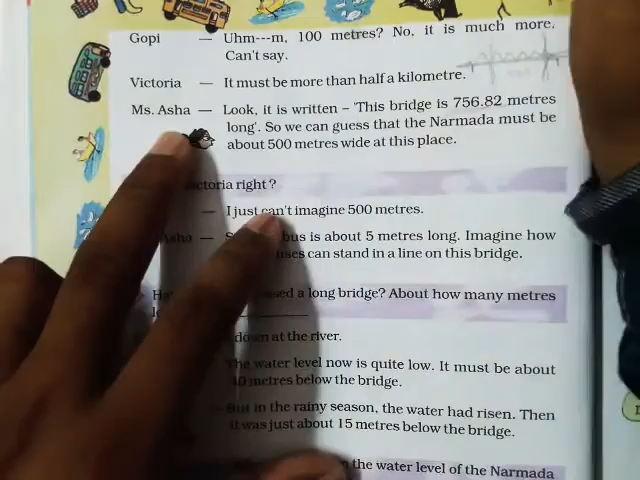 Gopi — Uhm---m, 100 metres? No, it is much more.
Can't say.
Victoria — It must be more than half a kilometre.
Ms. Asha — Look, it is written – 'This bridge is 756.82 metres
long'. So we can guess that the Narmada must be
about 500 metres wide at this place.
ctoria right?
— I just can't imagine 500 metres.
sha — bus is about 5 metres long. Imagine how
uses can stand in a line on this bridge.
sed a long bridge? About how many metres
down at the river.
The water level now is quite low. It must be about
10 metres below the bridge.
But in the rainy season, the water had risen. Then
it was just about 15 metres below the bridge.
the water level of the Narmada